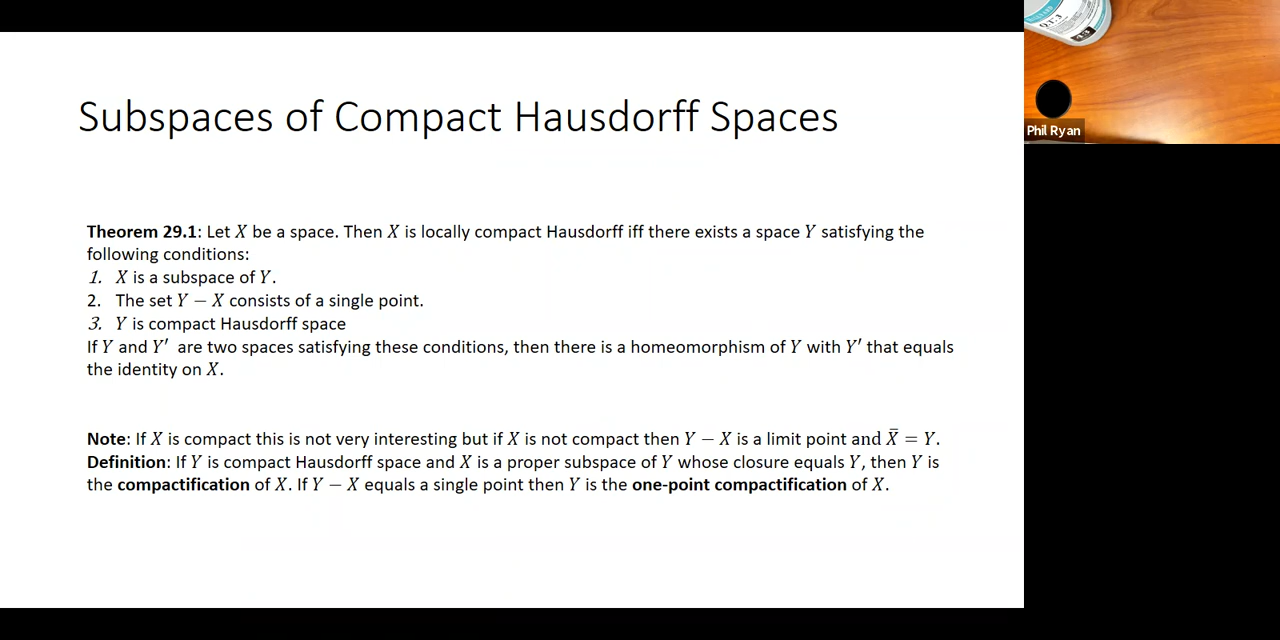 Subspaces of Compact Hausdorff Spaces
Theorem 29.1: Let X be a space. Then X is locally compact Hausdorff iff there exists a space Y satisfying the
following conditions:
1. X is a subspace of Y.
2. The set Y − X consists of a single point.
3. Y is compact Hausdorff space
If Y and Y′ are two spaces satisfying these conditions, then there is a homeomorphism of Y with Y′ that equals
the identity on X.
Note: If X is compact this is not very interesting but if X is not compact then Y − X is a limit point and X̄ = Y.
Definition: If Y is compact Hausdorff space and X is a proper subspace of Y whose closure equals Y, then Y is
the compactification of X. If Y − X equals a single point then Y is the one-point compactification of X.
Phil Ryan